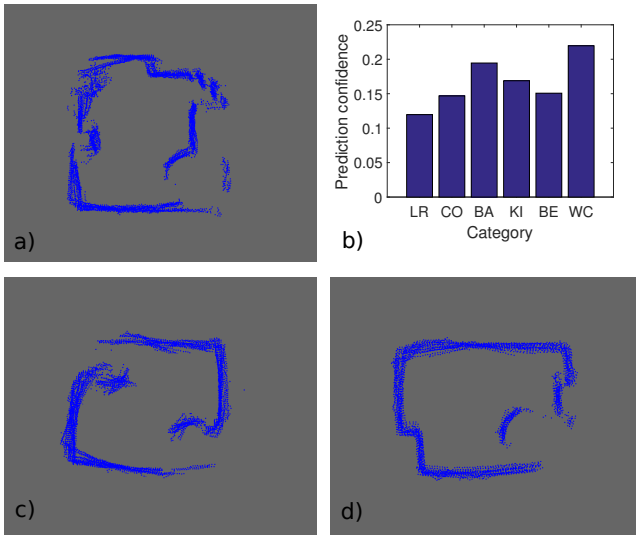 a)
0.25
0.2
0.15
0.1
0.05
0
Prediction confidence
LR CO BA KI BE WC
Category
b)
c)
d)